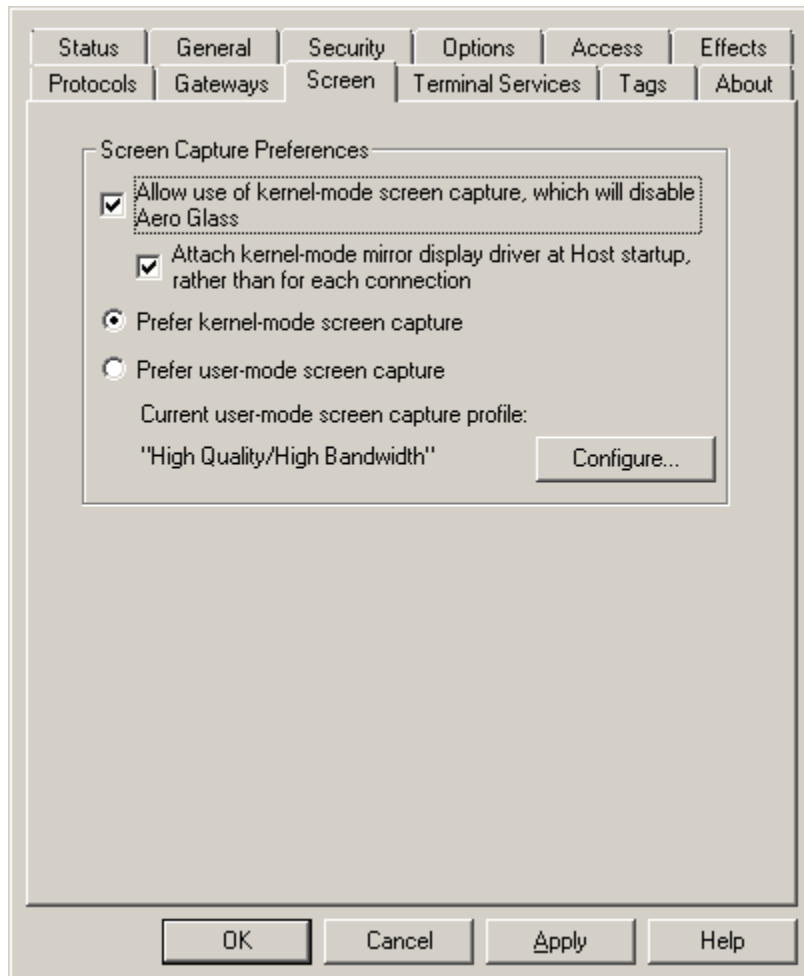 Status General Security Options Access Effects
Protocols Gateways Screen Terminal Services Tags About
Screen Capture Preferences
Allow use of kernel-mode screen capture, which will disable
Aero Glass
Attach kernel-mode mirror display driver at Host startup,
rather than for each connection
Prefer kernel-mode screen capture
Prefer user-mode screen capture
Current user-mode screen capture profile:
"High Quality/High Bandwidth" Configure...
OK Cancel Apply Help